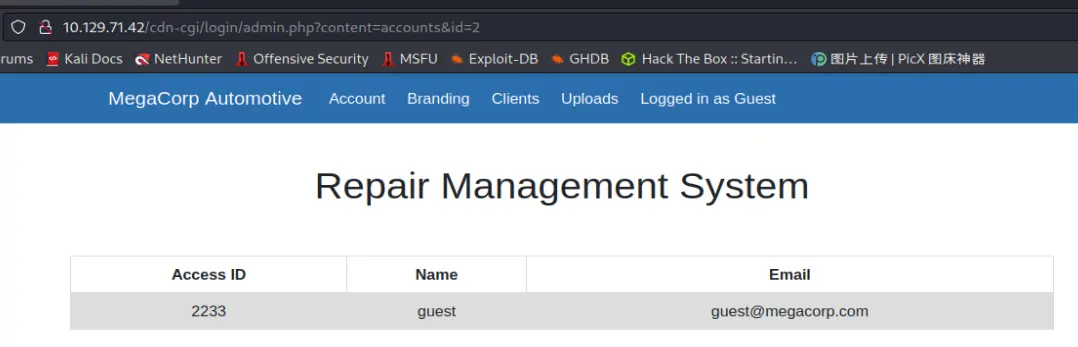 10.129.71.42/cdn-cgi/login/admin.php?content=accounts&id=2
rums Kali Docs NetHunter Offensive Security MSFU Exploit-DB GHDB Hack The Box :: Startin… 图片上传 | PicX 图床神器
MegaCorp Automotive Account Branding Clients Uploads Logged in as Guest
Repair Management System
Access ID Name Email
2233 guest guest@megacorp.com